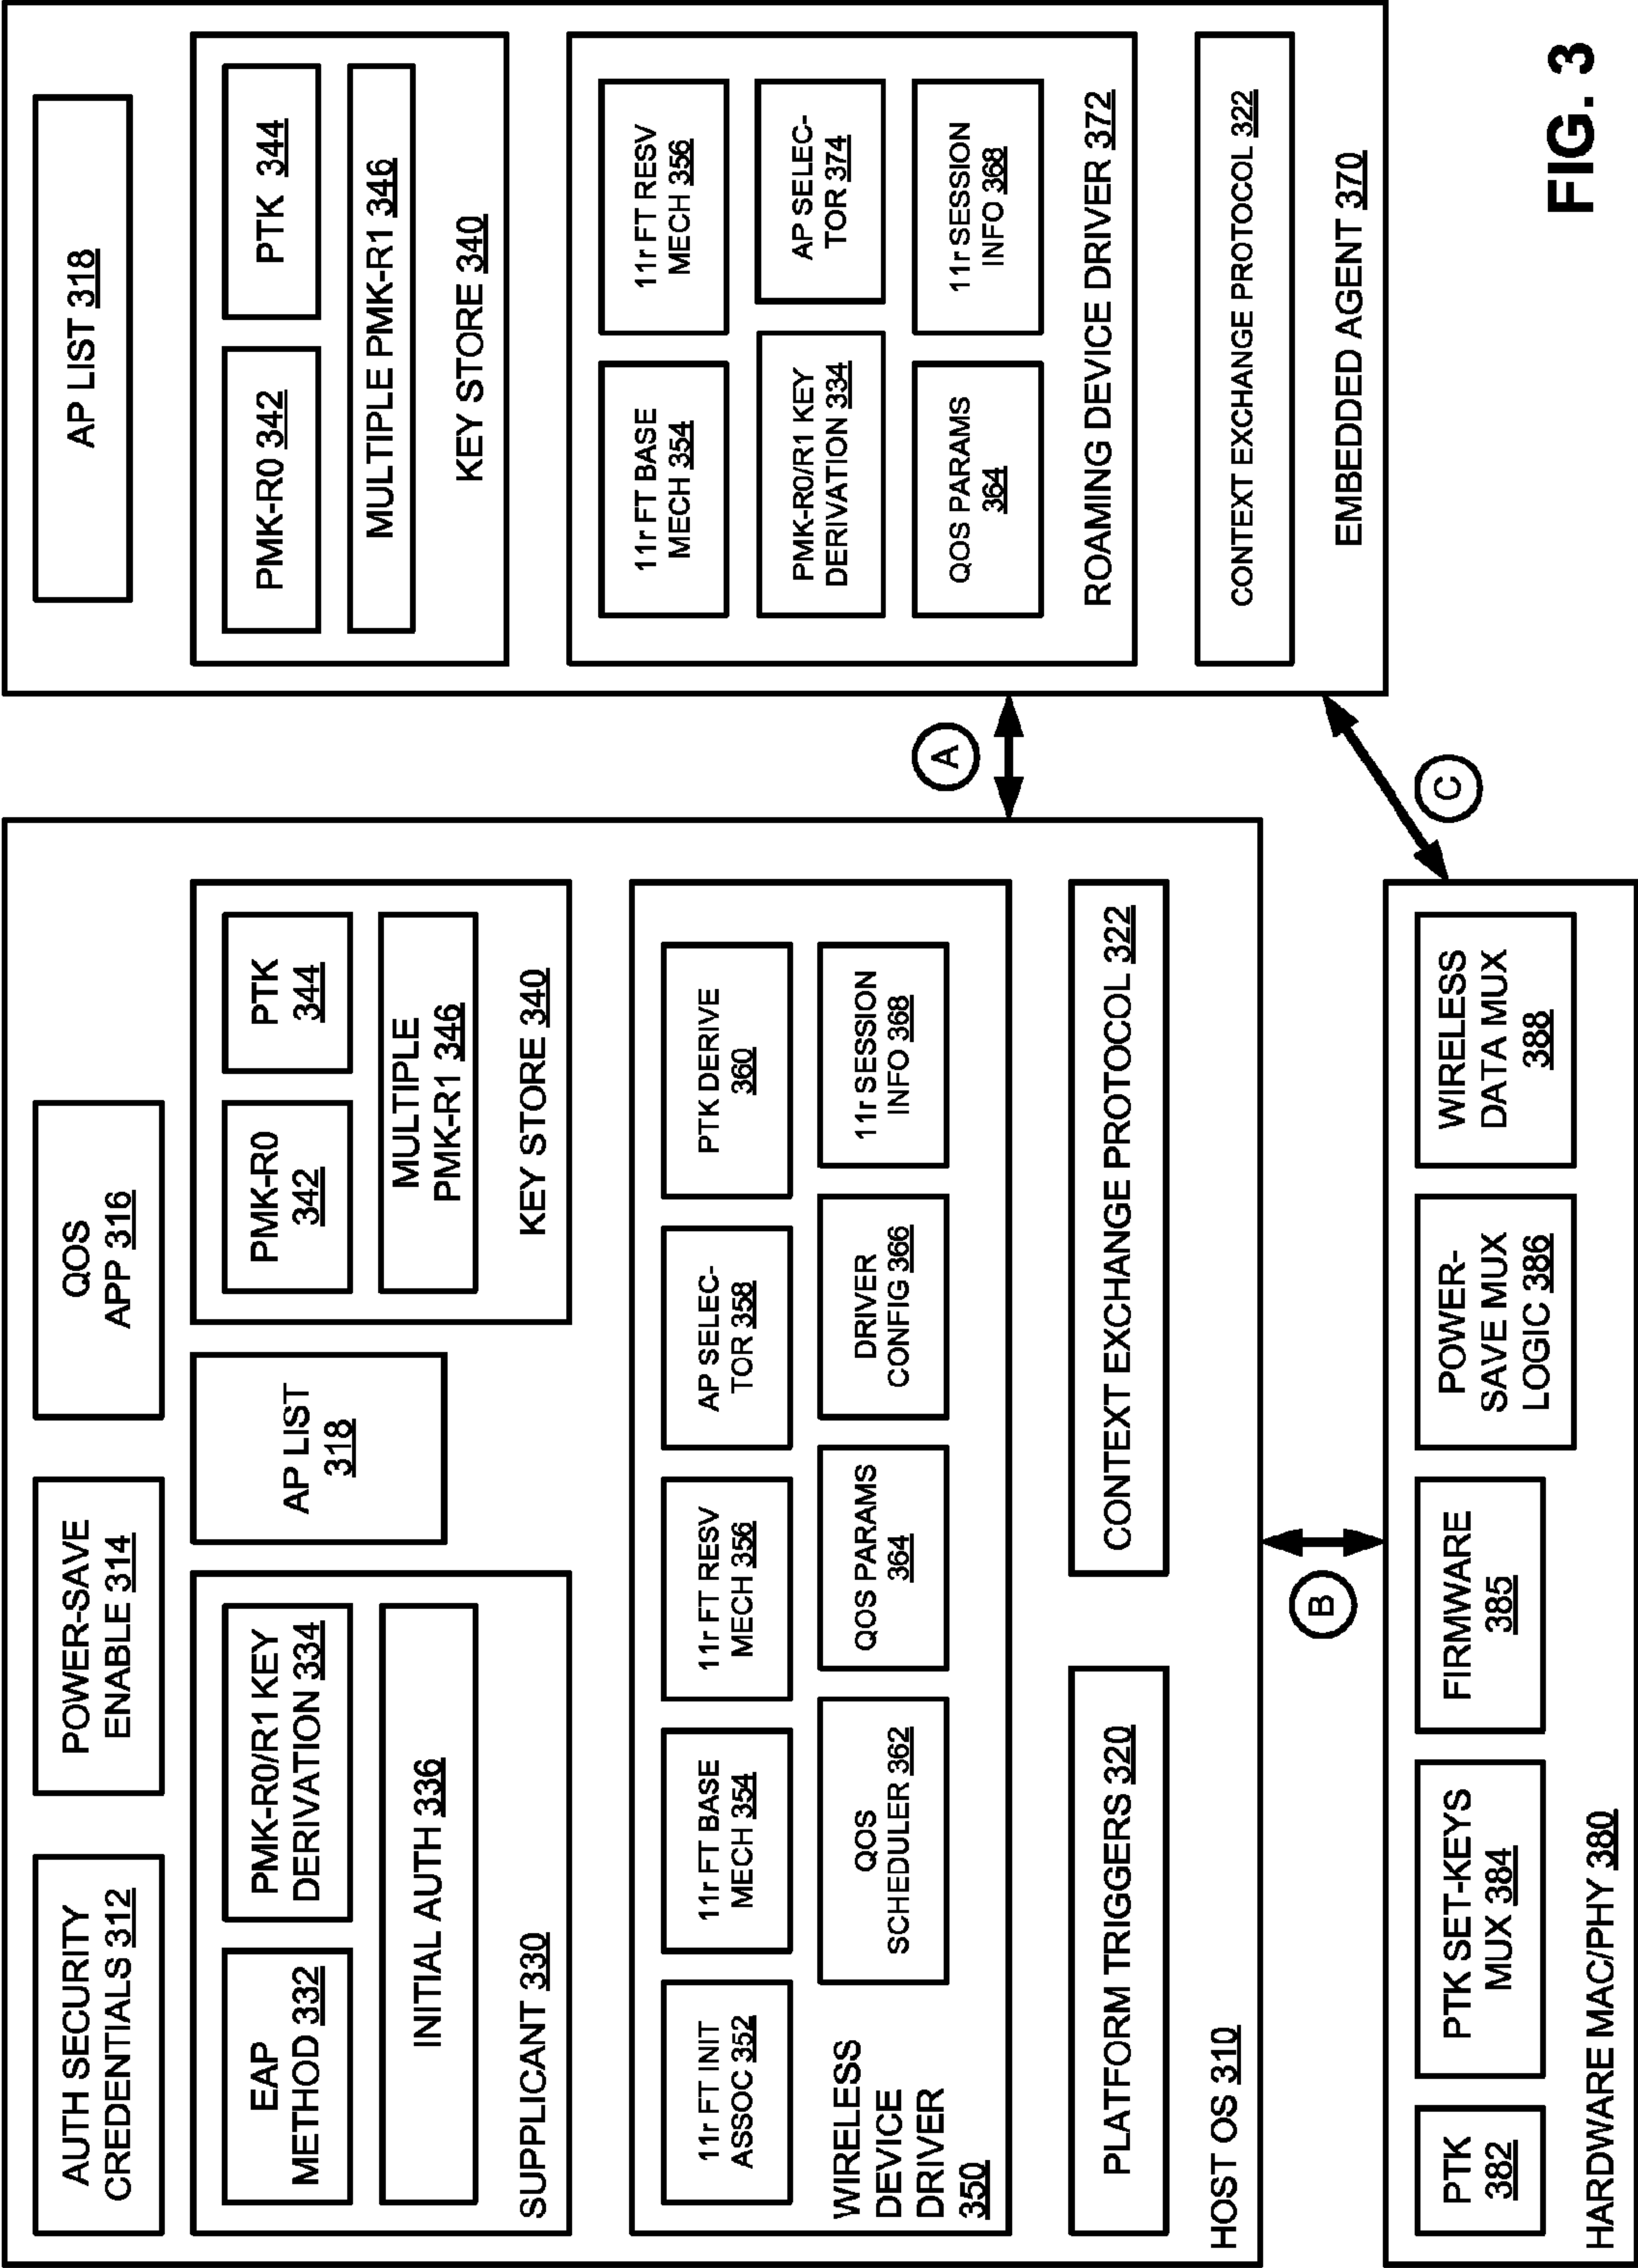 AUTH SECURITY
CREDENTIALS 312
POWER-SAVE
ENABLE 314
QOS
APP 316
EAP
METHOD 332
PMK-R0/R1 KEY
DERIVATION 334
INITIAL AUTH 336
SUPPLICANT 330
AP LIST
318
PMK-R0
342
PTK
344
MULTIPLE
PMK-R1 346
KEY STORE 340
11r FT INIT
ASSOC 352
11r FT BASE
MECH 354
11r FT RESV
MECH 356
AP SELEC-
TOR 358
PTK DERIVE
360
WIRELESS
DEVICE
DRIVER
350
QOS
SCHEDULER 362
QOS PARAMS
364
DRIVER
CONFIG 366
11r SESSION
INFO 368
PLATFORM TRIGGERS 320
CONTEXT EXCHANGE PROTOCOL 322
HOST OS 310
A
B
C
AP LIST 318
PMK-R0 342
PTK 344
MULTIPLE PMK-R1 346
KEY STORE 340
11r FT BASE
MECH 354
11r FT RESV
MECH 356
PMK-R0/R1 KEY
DERIVATION 334
AP SELEC-
TOR 374
QOS PARAMS
364
11r SESSION
INFO 368
ROAMING DEVICE DRIVER 372
CONTEXT EXCHANGE PROTOCOL 322
EMBEDDED AGENT 370
PTK
382
PTK SET-KEYS
MUX 384
FIRMWARE
385
POWER-
SAVE MUX
LOGIC 386
WIRELESS
DATA MUX
388
HARDWARE MAC/PHY 380
FIG. 3